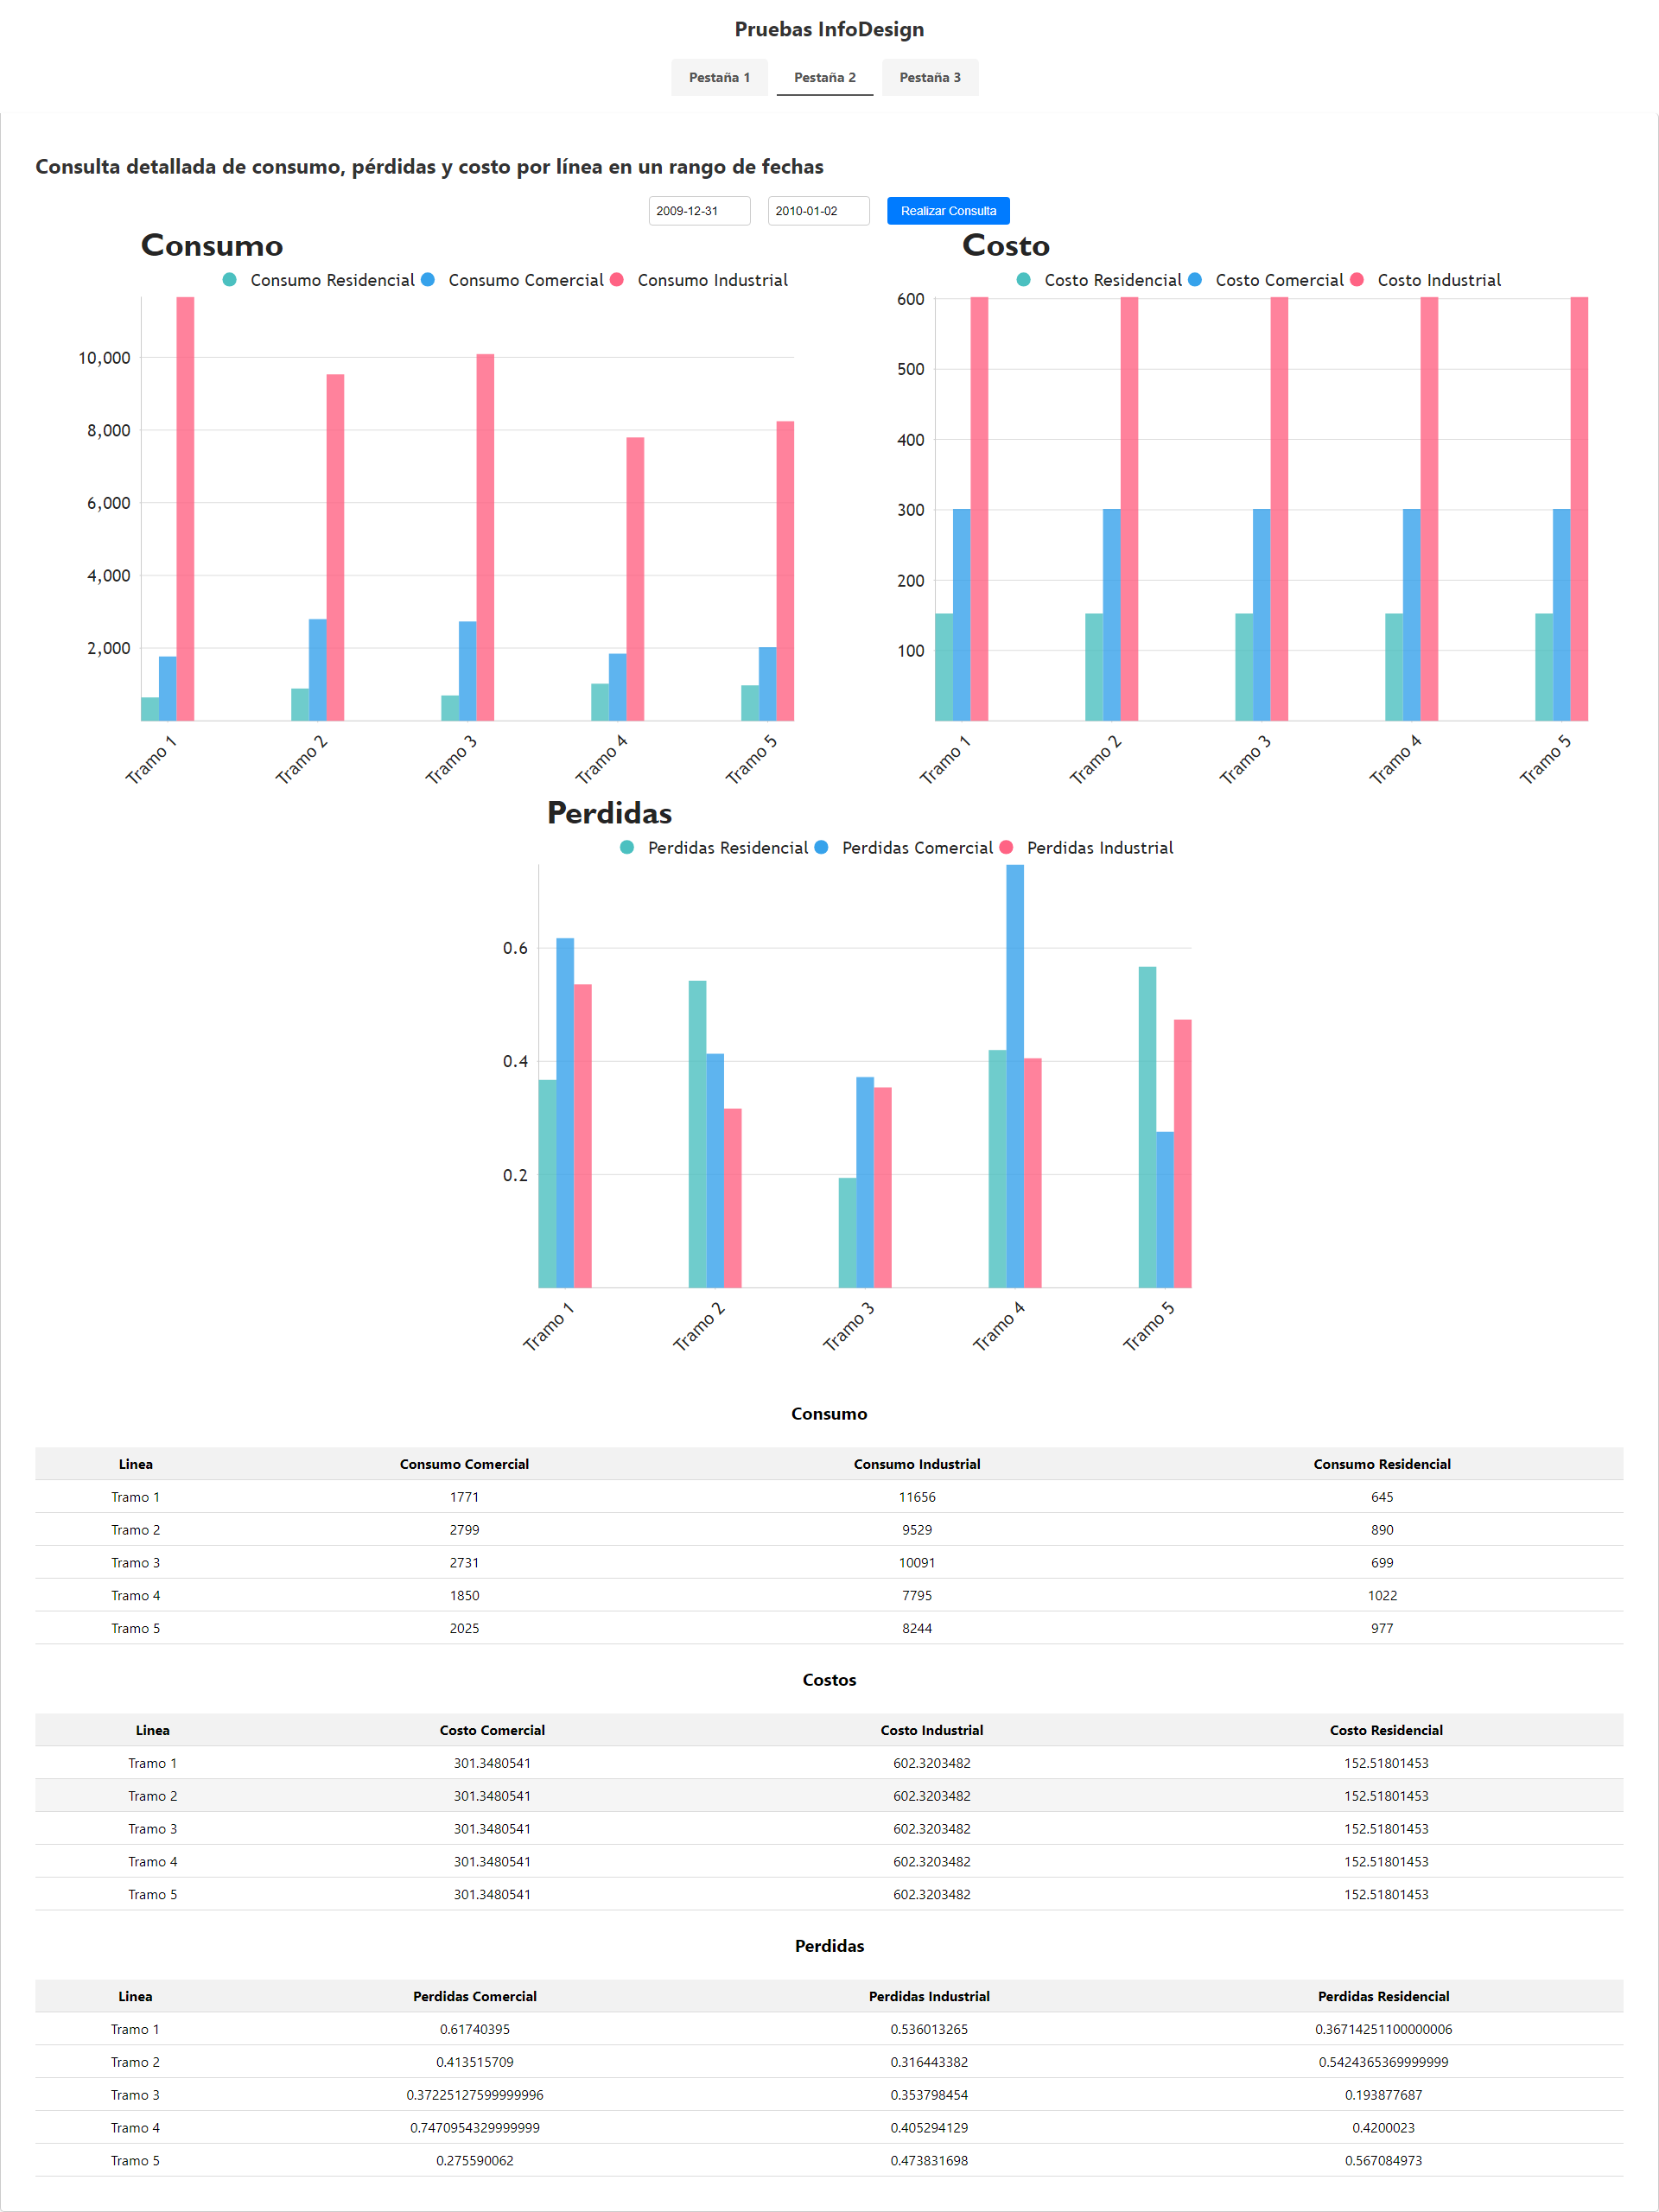 Pruebas InfoDesign
Pestaña 1 Pestaña 2 Pestaña 3
Consulta detallada de consumo, pérdidas y costo por línea en un rango de fechas
2009-12-31 2010-01-02 Realizar Consulta
Consumo
Consumo Residencial Consumo Comercial Consumo Industrial
10,000
8,000
6,000
4,000
2,000
Tramo 1 Tramo 2 Tramo 3 Tramo 4 Tramo 5
Costo
Costo Residencial Costo Comercial Costo Industrial
600
500
400
300
200
100
Tramo 1 Tramo 2 Tramo 3 Tramo 4 Tramo 5
Perdidas
Perdidas Residencial Perdidas Comercial Perdidas Industrial
0.6
0.4
0.2
Tramo 1 Tramo 2 Tramo 3 Tramo 4 Tramo 5
Consumo
Linea Consumo Comercial Consumo Industrial Consumo Residencial
Tramo 1 1771 11656 645
Tramo 2 2799 9529 890
Tramo 3 2731 10091 699
Tramo 4 1850 7795 1022
Tramo 5 2025 8244 977
Costos
Linea Costo Comercial Costo Industrial Costo Residencial
Tramo 1 301.3480541 602.3203482 152.51801453
Tramo 2 301.3480541 602.3203482 152.51801453
Tramo 3 301.3480541 602.3203482 152.51801453
Tramo 4 301.3480541 602.3203482 152.51801453
Tramo 5 301.3480541 602.3203482 152.51801453
Perdidas
Linea Perdidas Comercial Perdidas Industrial Perdidas Residencial
Tramo 1 0.61740395 0.536013265 0.36714251100000006
Tramo 2 0.413515709 0.316443382 0.5424365369999999
Tramo 3 0.37225127599999996 0.353798454 0.193877687
Tramo 4 0.7470954329999999 0.405294129 0.4200023
Tramo 5 0.275590062 0.473831698 0.567084973